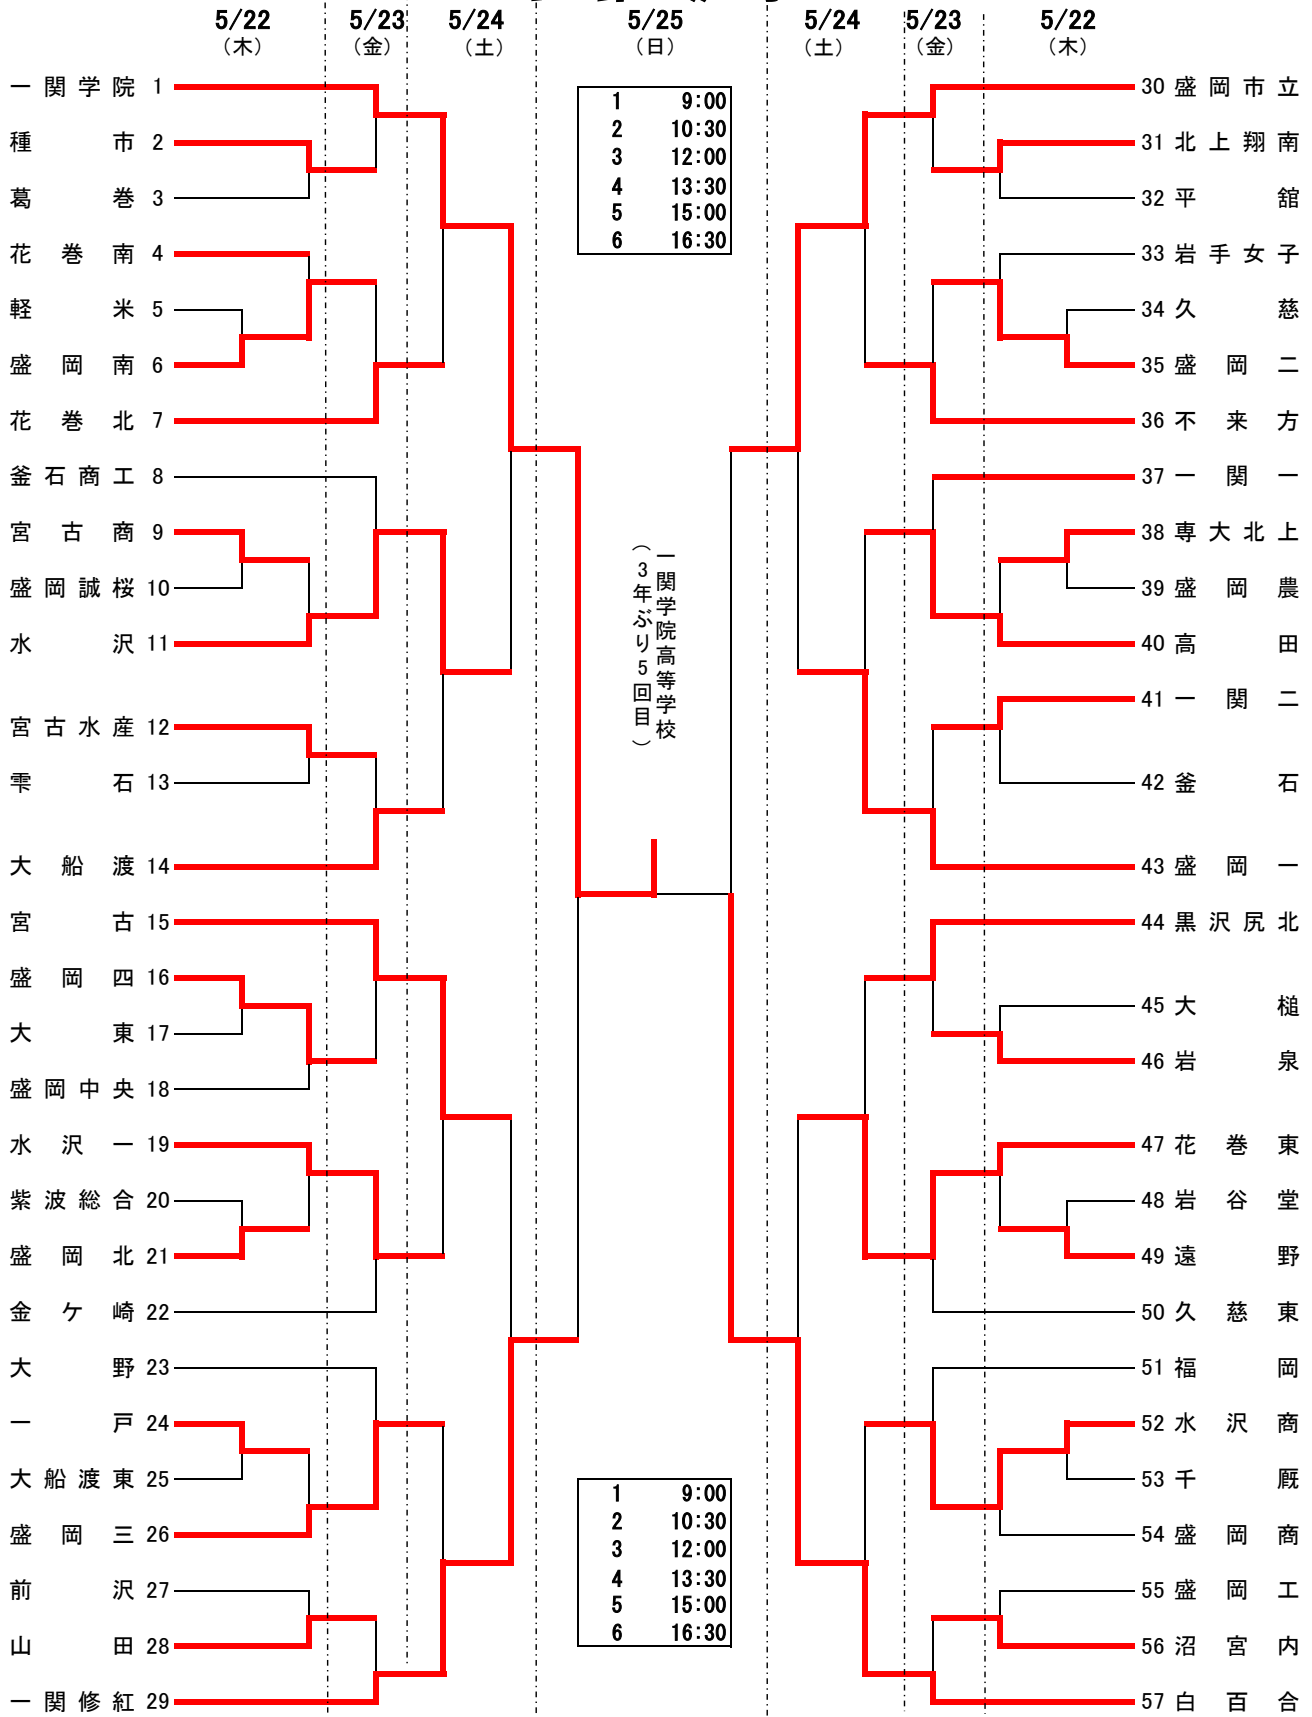 5/22 5/23 5/24 5/25 5/24 5/23 5/22
（木） （金） （土） （日） （土） （金） （木）
一関学院 1
種市 2
葛巻 3
花巻南 4
軽米 5
盛岡南 6
花巻北 7
釜石商工 8
宮古商 9
盛岡誠桜 10
水沢 11
宮古水産 12
雫石 13
大船渡 14
宮古 15
盛岡四 16
大東 17
盛岡中央 18
水沢一 19
紫波総合 20
盛岡北 21
金ケ崎 22
大野 23
一戸 24
大船渡東 25
盛岡三 26
前沢 27
山田 28
一関修紅 29
1 9:00
2 10:30
3 12:00
4 13:30
5 15:00
6 16:30
一関学院高等学校
（3年ぶり5回目）
1 9:00
2 10:30
3 12:00
4 13:30
5 15:00
6 16:30
30 盛岡市立
31 北上翔南
32 平舘
33 岩手女子
34 久慈
35 盛岡二
36 不来方
37 一関一
38 専大北上
39 盛岡農
40 高田
41 一関二
42 釜石
43 盛岡一
44 黒沢尻北
45 大槌
46 岩泉
47 花巻東
48 岩谷堂
49 遠野
50 久慈東
51 福岡
52 水沢商
53 千厩
54 盛岡商
55 盛岡工
56 沼宮内
57 白百合